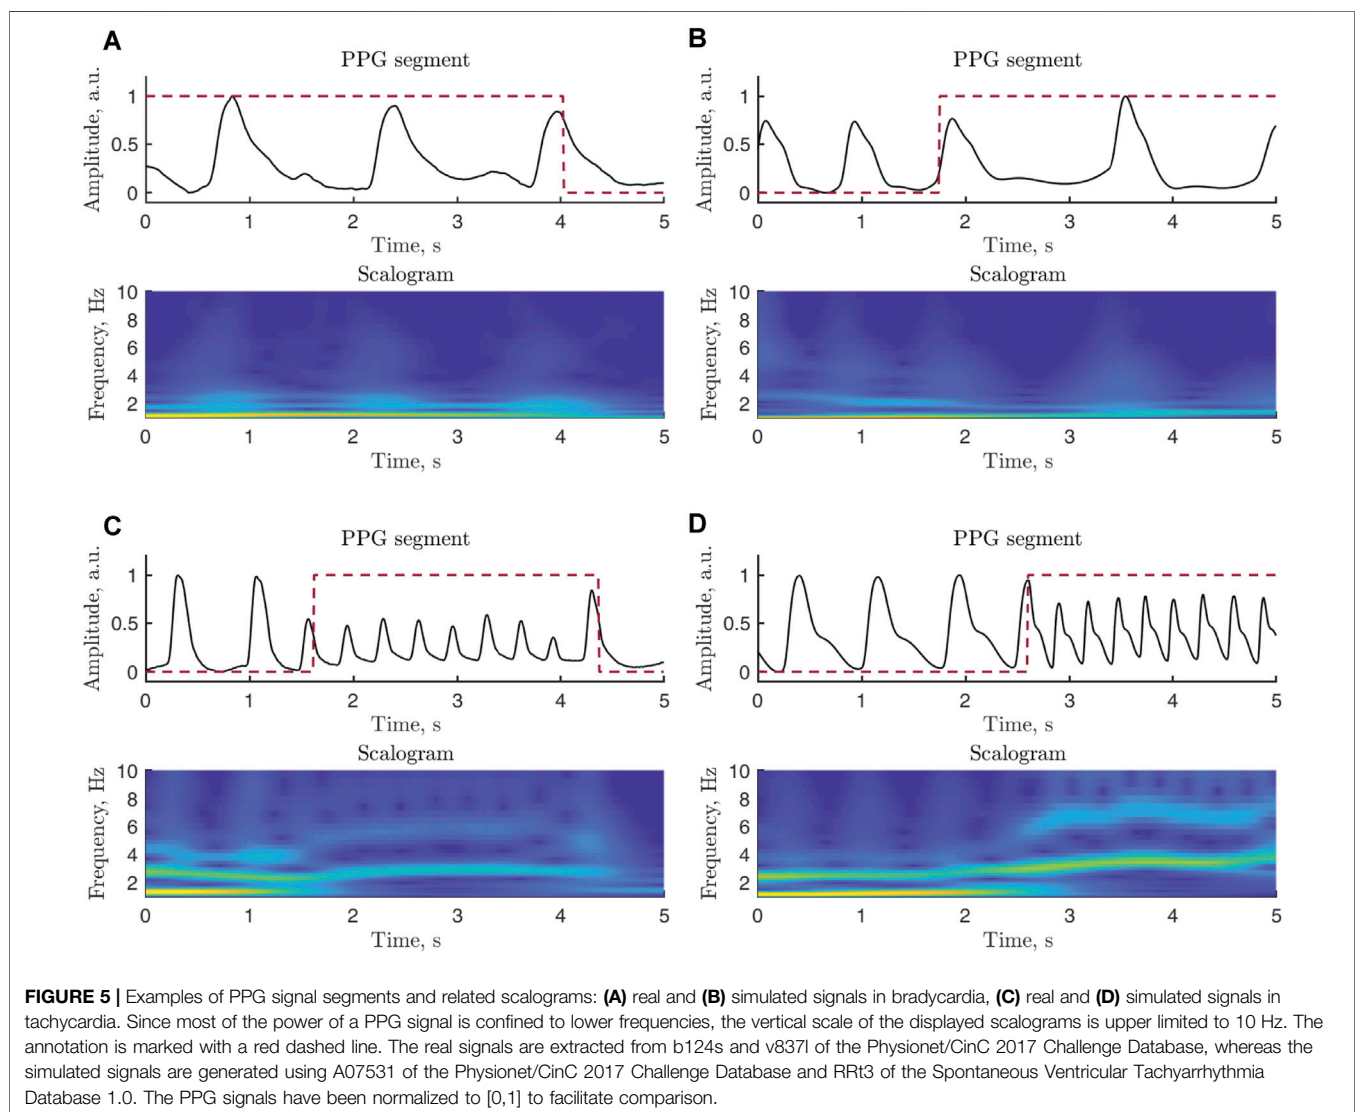 A
PPG segment
Amplitude, a.u.
1
0.5
0
0 1 2 3 4 5
Time, s
Scalogram
Frequency, Hz
10
8
6
4
2
0 1 2 3 4 5
Time, s
B
PPG segment
Amplitude, a.u.
1
0.5
0
0 1 2 3 4 5
Time, s
Scalogram
Frequency, Hz
10
8
6
4
2
0 1 2 3 4 5
Time, s
C
PPG segment
Amplitude, a.u.
1
0.5
0
0 1 2 3 4 5
Time, s
Scalogram
Frequency, Hz
10
8
6
4
2
0 1 2 3 4 5
Time, s
D
PPG segment
Amplitude, a.u.
1
0.5
0
0 1 2 3 4 5
Time, s
Scalogram
Frequency, Hz
10
8
6
4
2
0 1 2 3 4 5
Time, s
FIGURE 5 | Examples of PPG signal segments and related scalograms: (A) real and (B) simulated signals in bradycardia, (C) real and (D) simulated signals in
tachycardia. Since most of the power of a PPG signal is confined to lower frequencies, the vertical scale of the displayed scalograms is upper limited to 10 Hz. The
annotation is marked with a red dashed line. The real signals are extracted from b124s and v837l of the Physionet/CinC 2017 Challenge Database, whereas the
simulated signals are generated using A07531 of the Physionet/CinC 2017 Challenge Database and RRt3 of the Spontaneous Ventricular Tachyarrhythmia
Database 1.0. The PPG signals have been normalized to [0,1] to facilitate comparison.